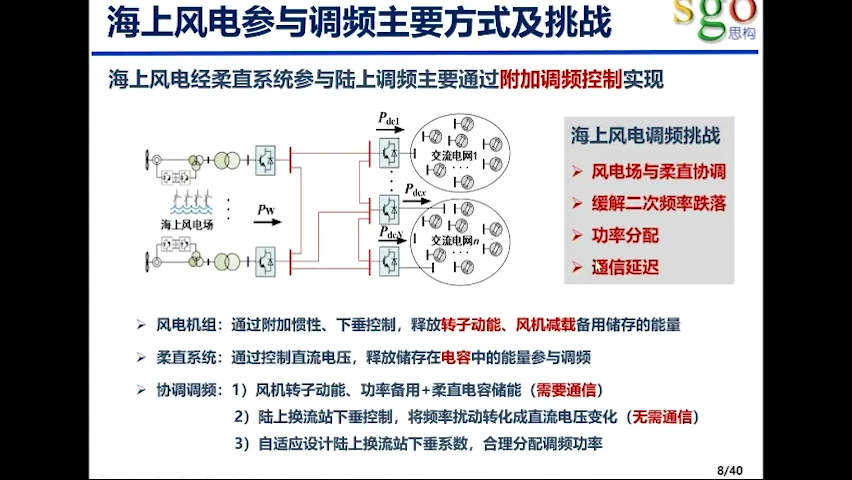 海上风电参与调频主要方式及挑战
sgo
思构
海上风电经柔直系统参与陆上调频主要通过附加调频控制实现
Pdc1
交流电网1
Pdcx
PW
海上风电场
PdcN
交流电网n
海上风电调频挑战
➢ 风电场与柔直协调
➢ 缓解二次频率跌落
➢ 功率分配
➢ 通信延迟
➢ 风电机组：通过附加惯性、下垂控制，释放转子动能、风机减载备用储存的能量
➢ 柔直系统：通过控制直流电压，释放储存在电容中的能量参与调频
➢ 协调调频：1）风机转子动能、功率备用+柔直电容储能（需要通信）
2）陆上换流站下垂控制，将频率扰动转化成直流电压变化（无需通信）
3）自适应设计陆上换流站下垂系数，合理分配调频功率
8/40